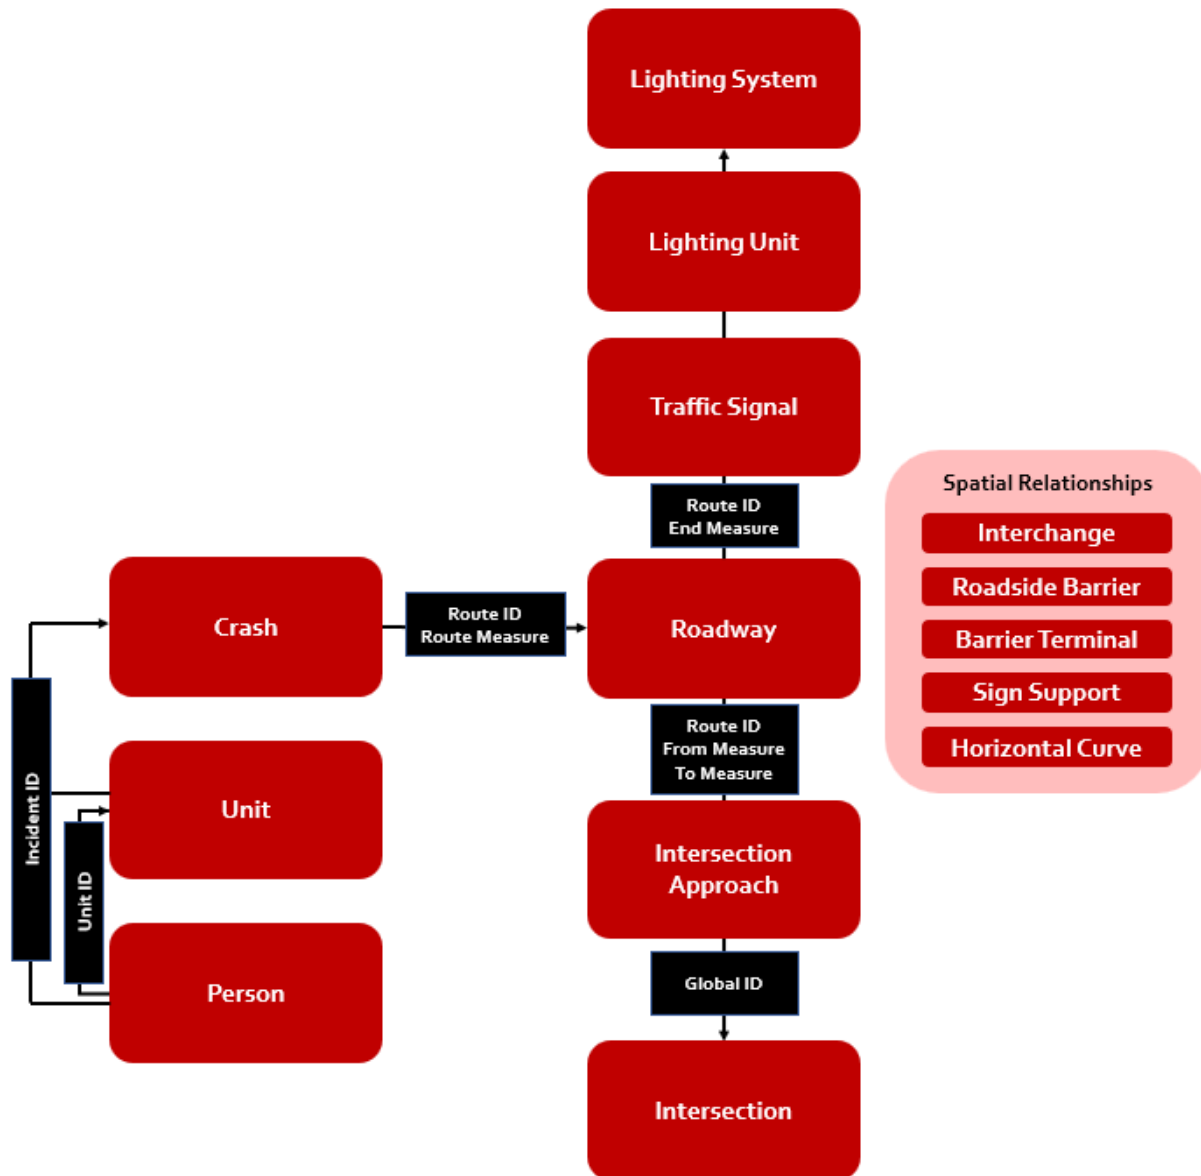 Lighting System
Lighting Unit
Traffic Signal
Route ID
End Measure
Spatial Relationships
Interchange
Roadside Barrier
Barrier Terminal
Sign Support
Horizontal Curve
Crash
Route ID
Route Measure
Roadway
Route ID
From Measure
To Measure
Incident ID
Unit
Unit ID
Person
Intersection
Approach
Global ID
Intersection